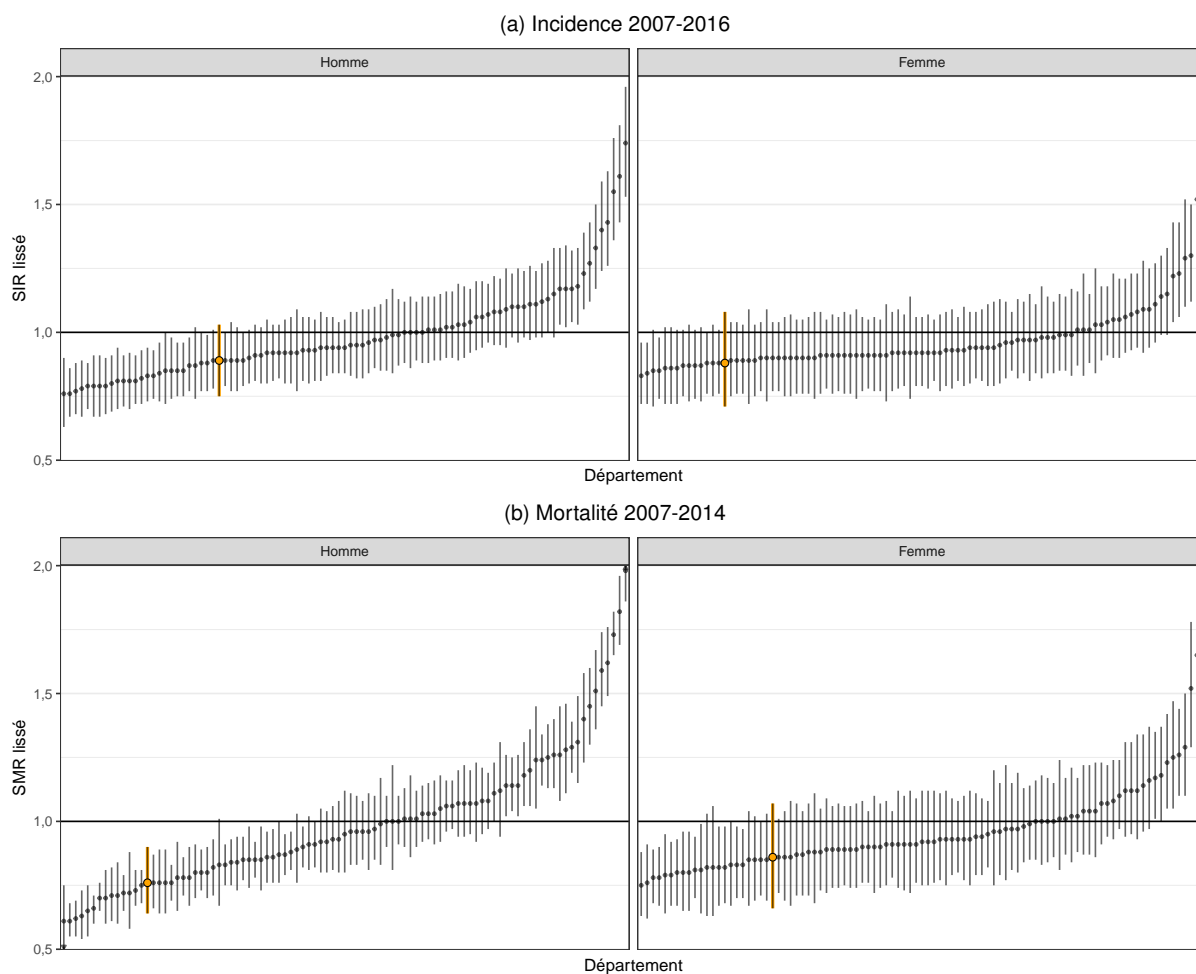 (a) Incidence 2007-2016
Homme
Femme
2,0
1,5
1,0
0,5
SIR lissé
Département
(b) Mortalité 2007-2014
Homme
Femme
2,0
1,5
1,0
0,5
SMR lissé
Département